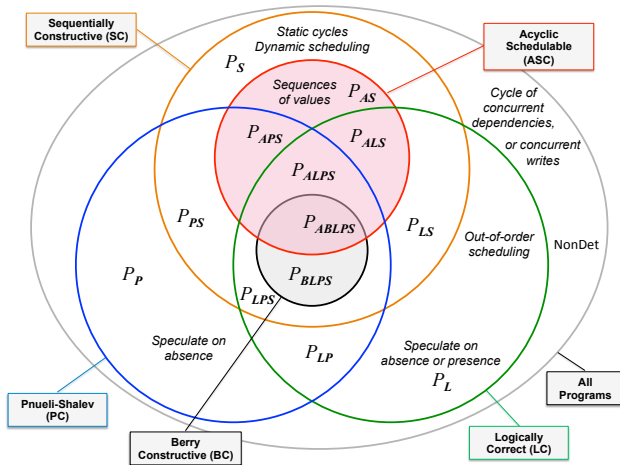 Sequentially
Constructive (SC)
Static cycles
Dynamic scheduling
Acyclic
Schedulable
(ASC)
P_S
Sequences
of values
P_AS
Cycle of
concurrent
dependencies,
or concurrent
writes
P_APS
P_ALS
P_ALPS
P_PS
P_ABLPS
P_LS
Out-of-order
scheduling
NonDet
P_P
P_BLPS
P_LPS
Speculate on
absence
P_LP
Speculate on
absence or presence
P_L
All
Programs
Pnueli-Shalev
(PC)
Berry
Constructive (BC)
Logically
Correct (LC)